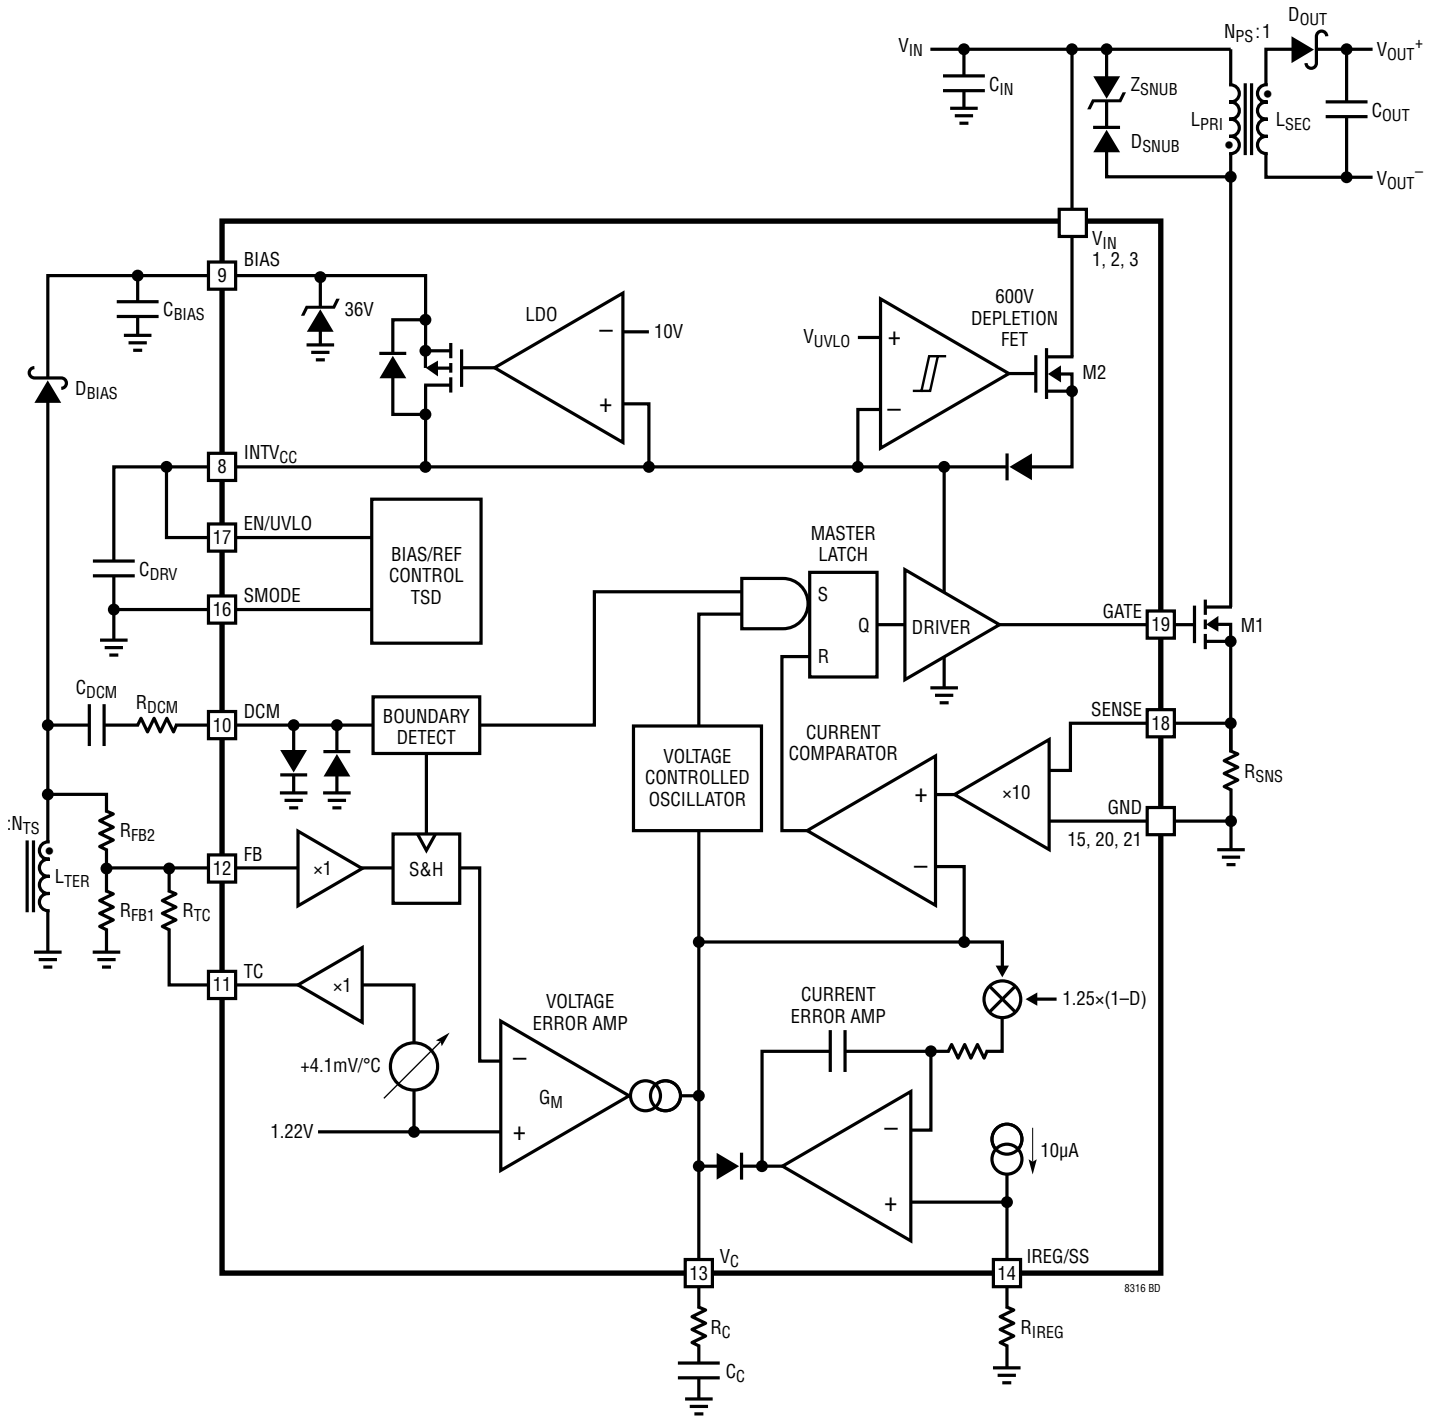 VIN
CIN
ZSNUB
DSNUB
NPS:1
LPRI
LSEC
DOUT
VOUT+
COUT
VOUT–
VIN
1, 2, 3
9
BIAS
CBIAS
36V
LDO
–
10V
+
VUVLO
+
–
600V
DEPLETION
FET
M2
DBIAS
8
INTVCC
17
EN/UVLO
CDRV
16
SMODE
BIAS/REF
CONTROL
TSD
MASTER
LATCH
S
Q
R
DRIVER
GATE
19
M1
CDCM
RDCM
10
DCM
BOUNDARY
DETECT
VOLTAGE
CONTROLLED
OSCILLATOR
CURRENT
COMPARATOR
+
–
×10
SENSE
18
RSNS
GND
15, 20, 21
:NTS
LTER
RFB2
RFB1
RTC
12
FB
×1
S&H
11
TC
×1
+4.1mV/°C
1.22V
VOLTAGE
ERROR AMP
–
GM
+
CURRENT
ERROR AMP
1.25×(1–D)
–
+
10µA
13
VC
14
IREG/SS
8316 BD
RC
CC
RIREG